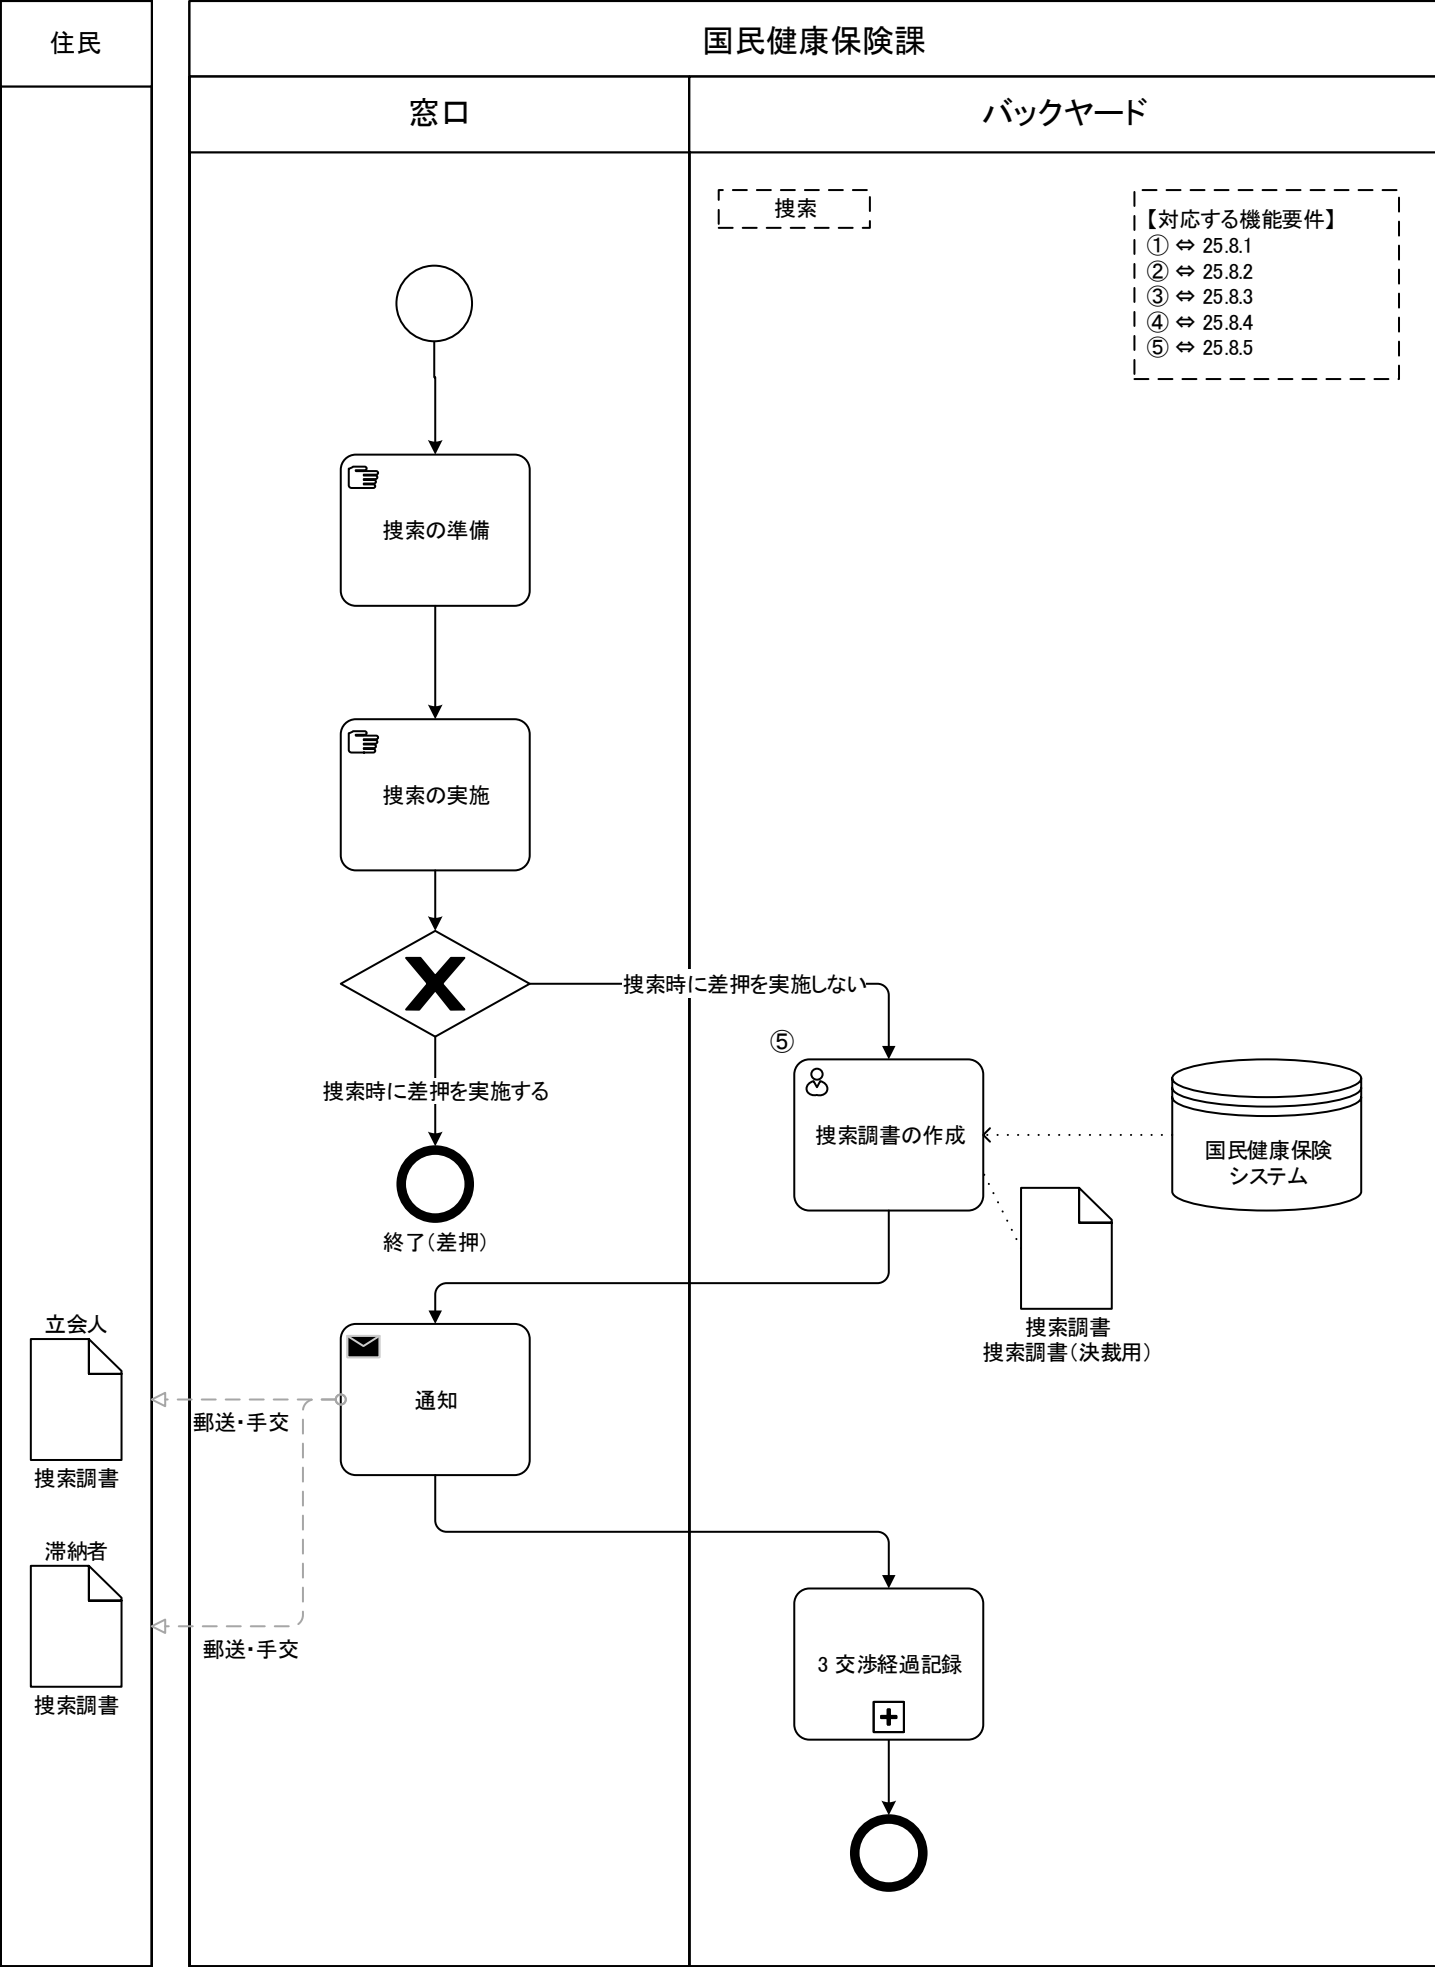 住民
国民健康保険課
窓口
バックヤード
捜索
【対応する機能要件】
① ⇔ 25.8.1
② ⇔ 25.8.2
③ ⇔ 25.8.3
④ ⇔ 25.8.4
⑤ ⇔ 25.8.5
捜索の準備
捜索の実施
捜索時に差押を実施しない
⑤
捜索時に差押を実施する
捜索調書の作成
国民健康保険
システム
終了(差押)
立会人
捜索調書
捜索調書(決裁用)
通知
郵送・手交
捜索調書
滞納者
郵送・手交
捜索調書
3 交渉経過記録